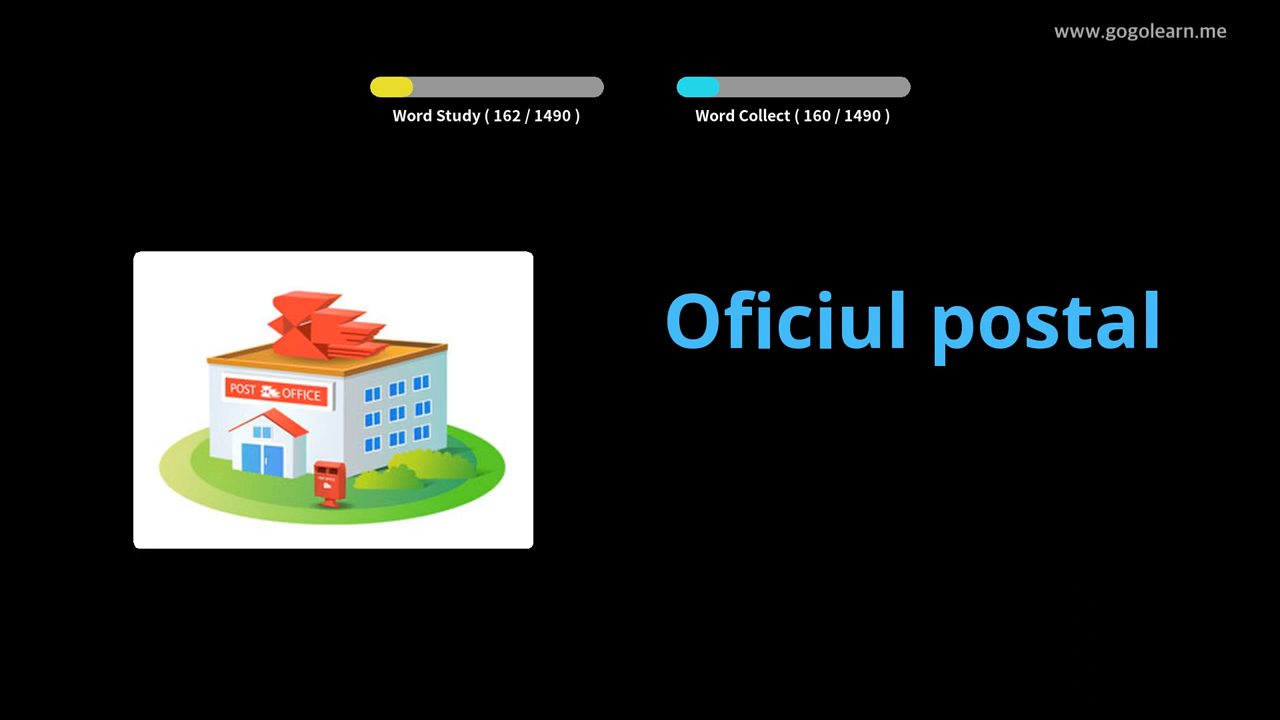 www.gogolearn.me
Word Study ( 162 / 1490 )
Word Collect ( 160 / 1490 )
Oficiul postal
POST OFFICE